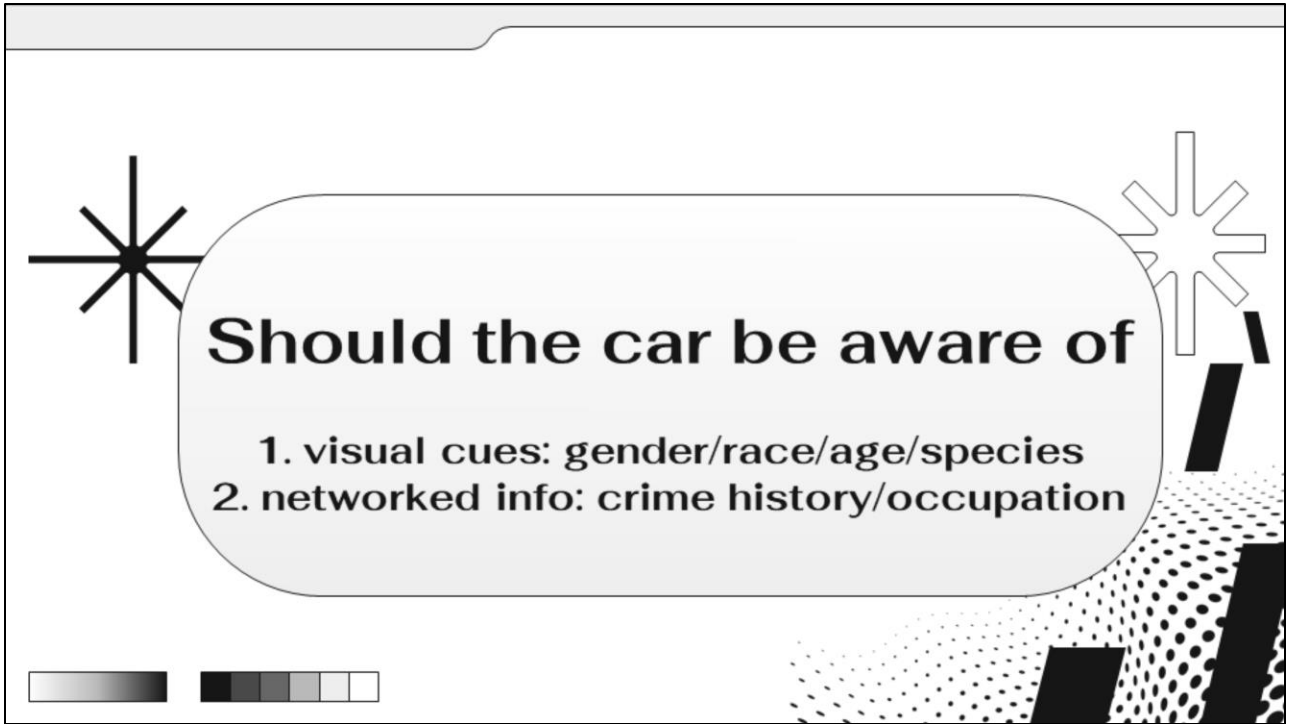 Should the car be aware of
1. visual cues: gender/race/age/species
2. networked info: crime history/occupation